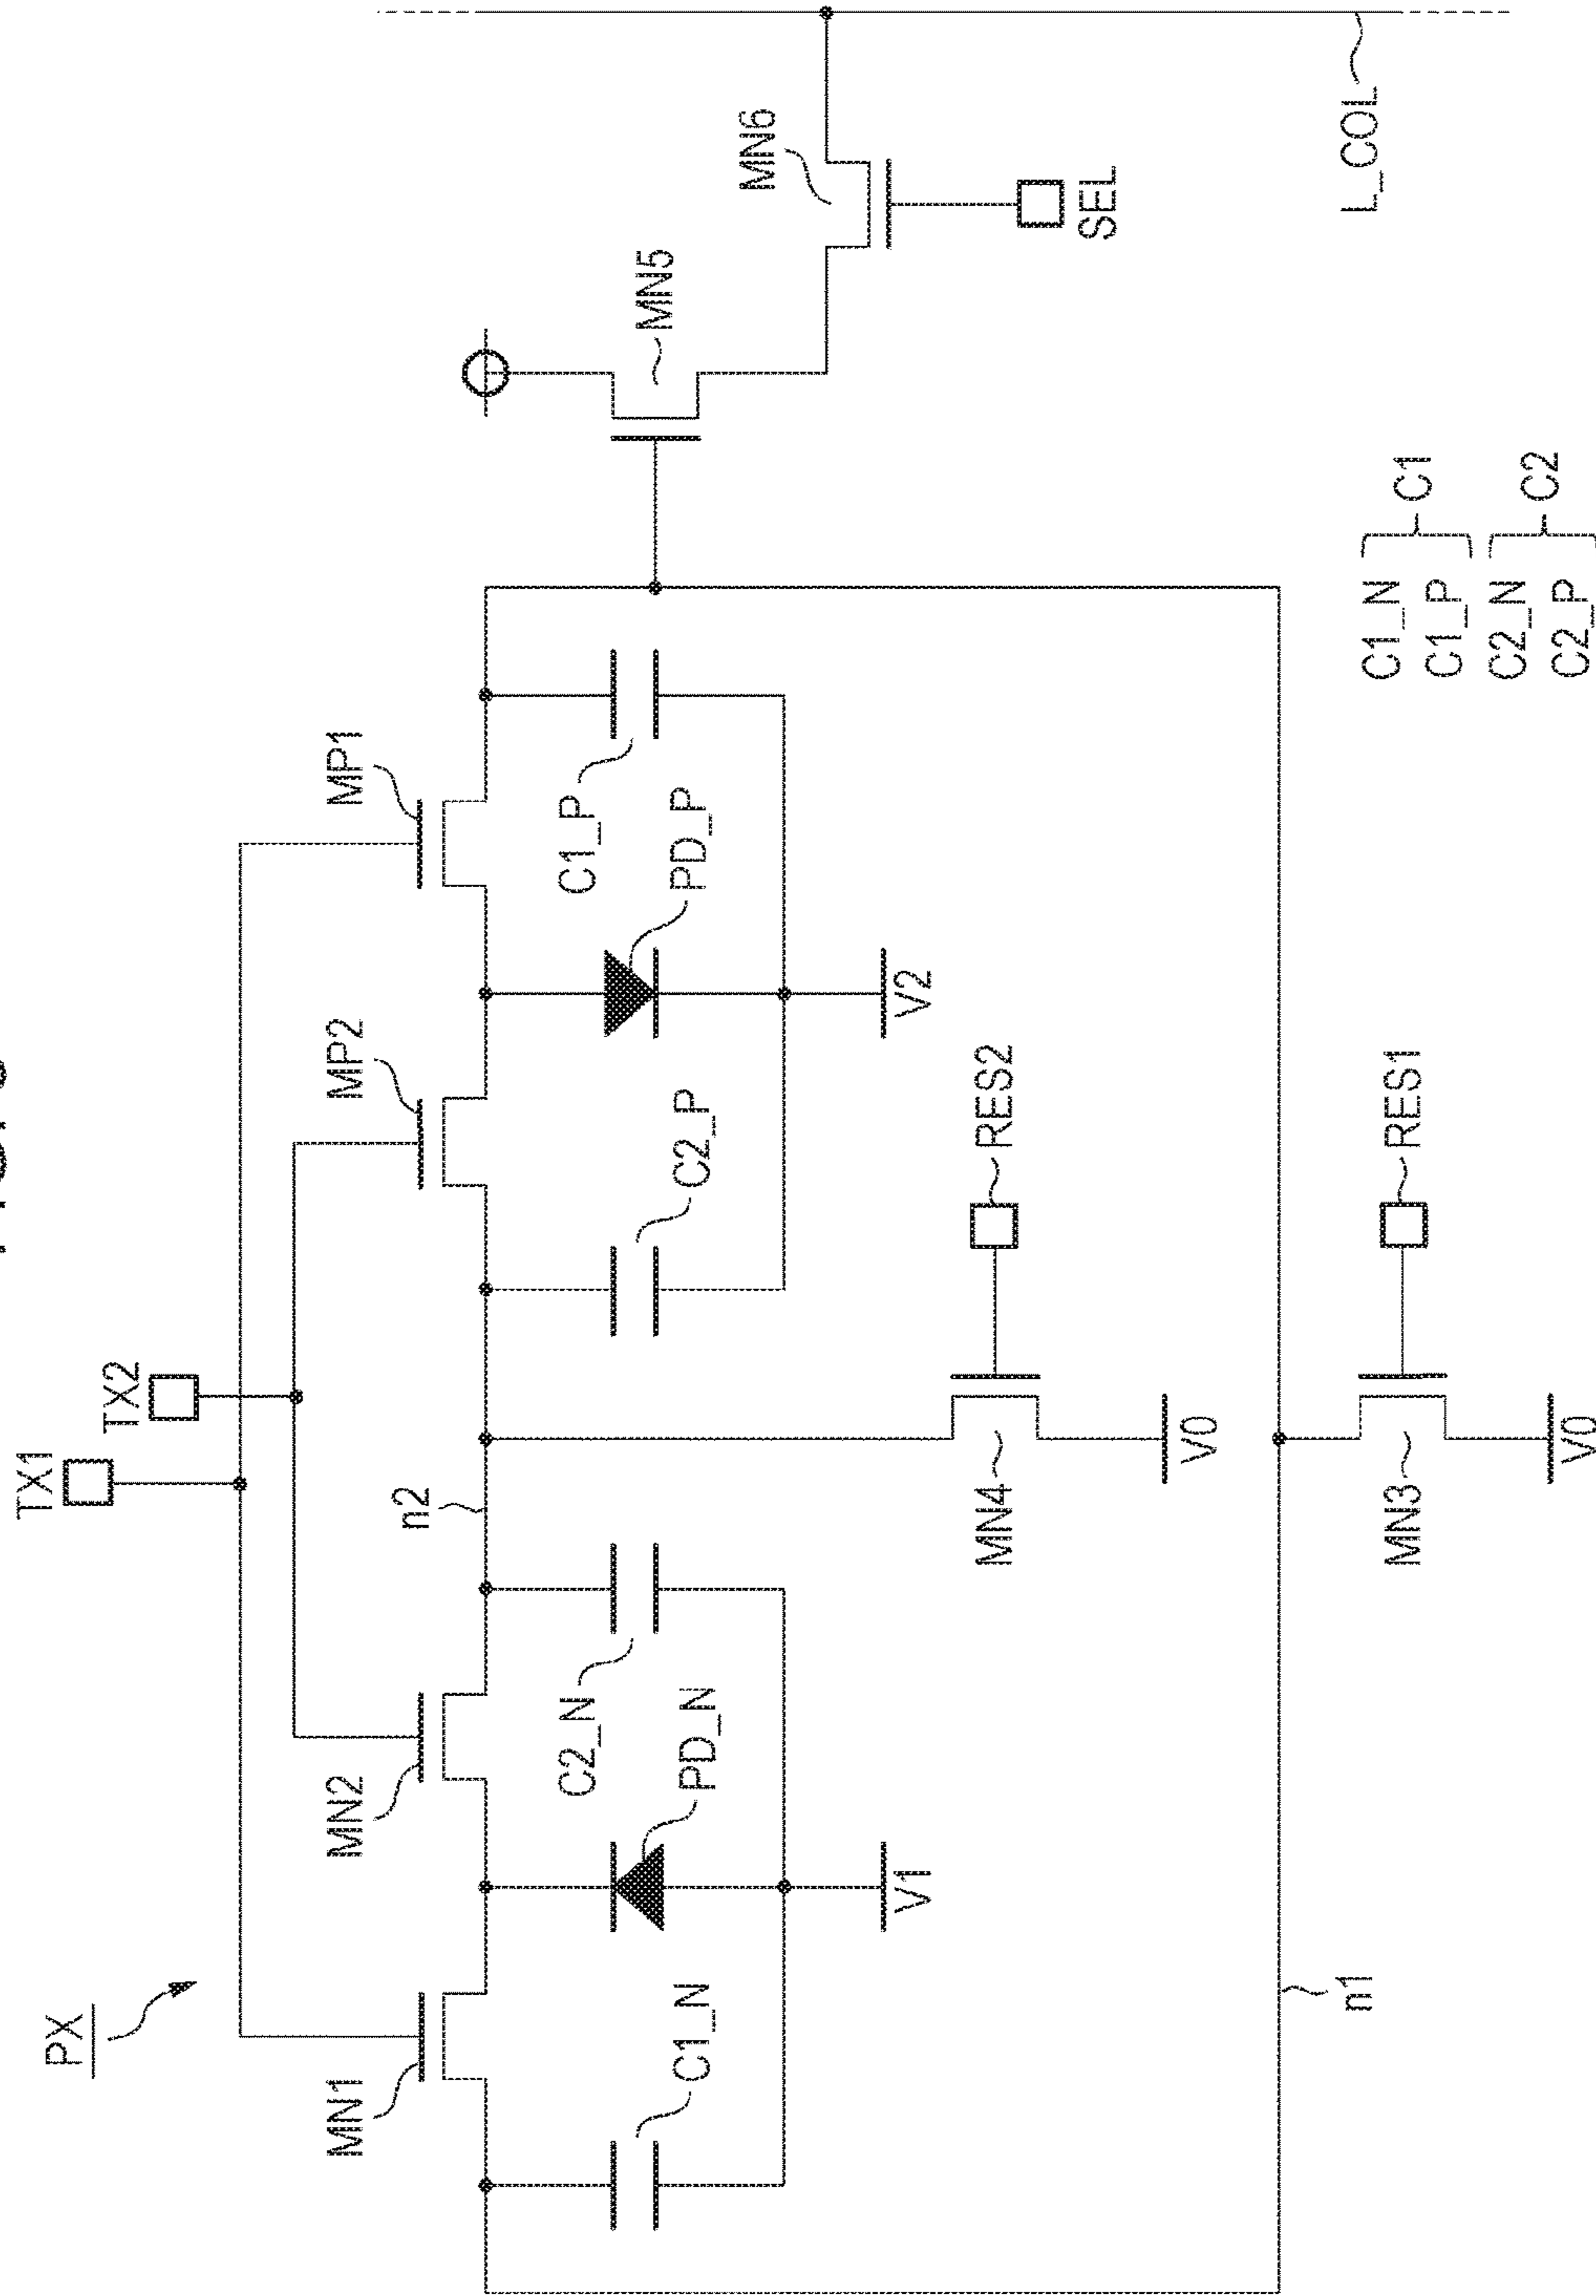 TX1
TX2
PX
MN1
MN2
MP2
MP1
n2
C1_N
PD_N
C2_N
C2_P
PD_P
C1_P
V1
V2
MN4
RES2
V0
MN3
RES1
V0
n1
MN5
MN6
SEL
L_COL
C1_N
C1_P
C1
C2_N
C2_P
C2